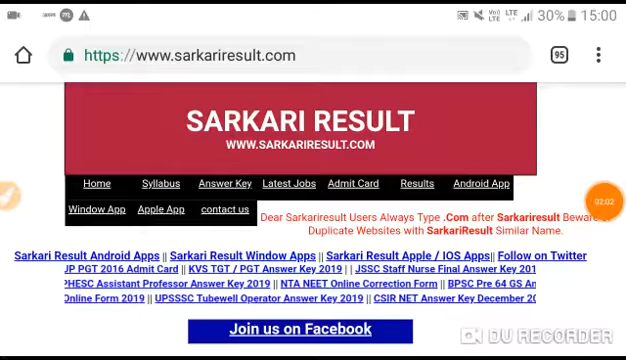 30% 15:00
https://www.sarkariresult.com 95
SARKARI RESULT
WWW.SARKARIRESULT.COM
Home Syllabus Answer Key Latest Jobs Admit Card Results Android App
Window App Apple App contact us
02:02
Dear Sarkariresult Users Always Type .Com after Sarkariresult Beware
Duplicate Websites with SarkariResult Similar Name.
Sarkari Result Android Apps || Sarkari Result Window Apps || Sarkari Result Apple / IOS Apps|| Follow on Twitter
UP PGT 2016 Admit Card || KVS TGT / PGT Answer Key 2019 || JSSC Staff Nurse Final Answer Key 201
PHESC Assistant Professor Answer Key 2019 || NTA NEET Online Correction Form || BPSC Pre 64 GS An
Online Form 2019 || UPSSSC Tubewell Operator Answer Key 2019 || CSIR NET Answer Key December 20
Join us on Facebook
DU RECORDER